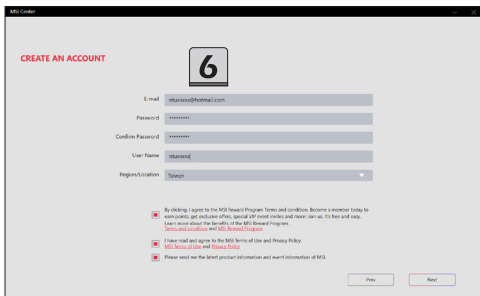 MSI Center
CREATE AN ACCOUNT
6
E-mail
ntuxxxxx@hotmail.com
Password
*********
Confirm Password
*********
User Name
ntuxxxxx
Region/Location
Taiwan
By clicking, I agree to the MSI Reward Program Terms and condition. Become a member today to
earn points, get exclusive offers, special VIP event invites and more! Join us, it's free and easy.
Learn more about the benefits of the MSI Reward Program.
Terms and condition and MSI Reward Program
I have read and agree to the MSI Terms of Use and Privacy Policy.
MSI Terms of Use and Privacy Policy
Please send me the latest product information and event information of MSI.
Prev
Next